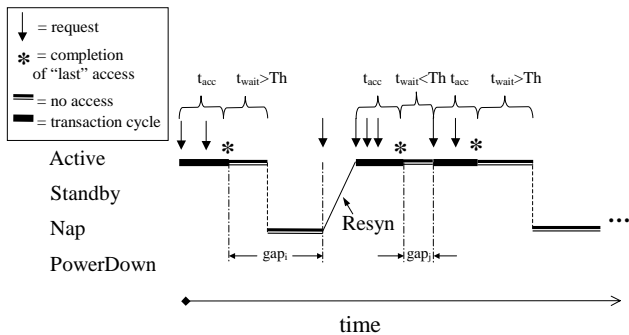 = request
* = completion
of “last” access
= no access
= transaction cycle
t_acc t_wait>Th t_acc t_wait<Th t_acc t_wait>Th
* * *
Active
Standby
Nap
Resyn
...
PowerDown
gap_i gap_j
time